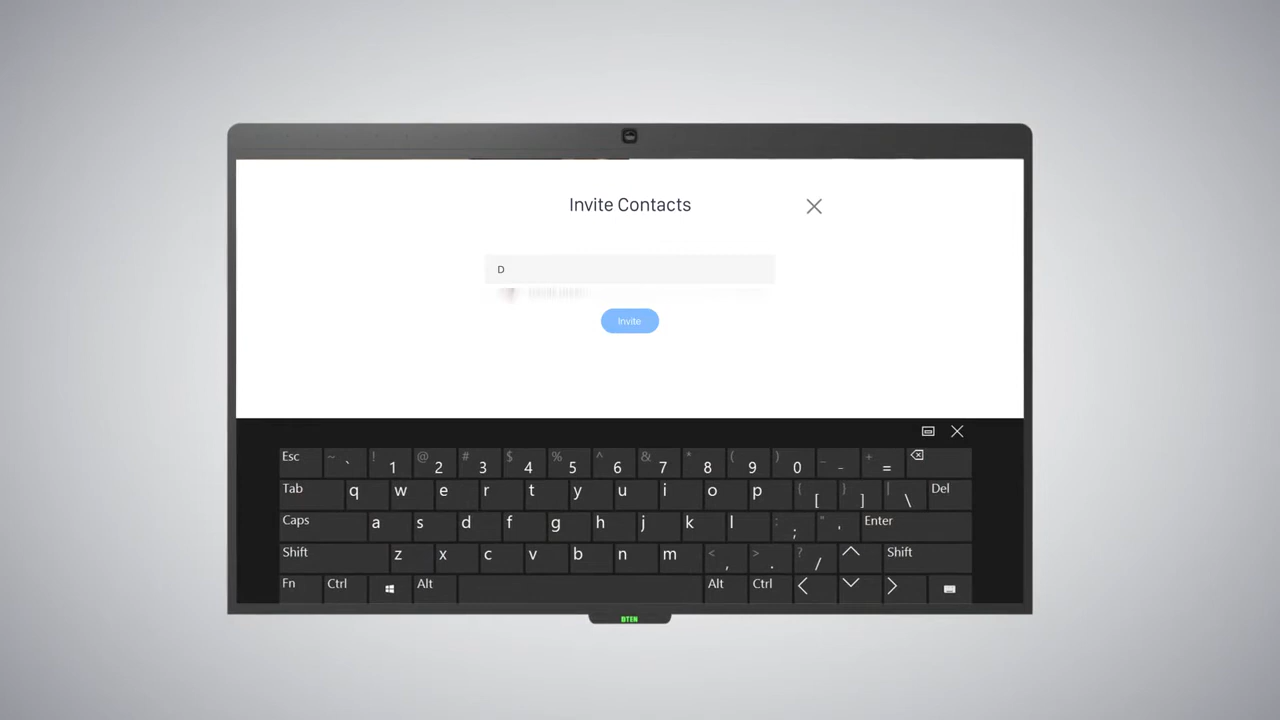 Invite Contacts
D
Invite
Esc ~ ` ! 1 @ 2 # 3 $ 4 % 5 ^ 6 & 7 * 8 ( 9 ) 0 _ - + =
Tab q w e r t y u i o p { [ } ] | \ Del
Caps a s d f g h j k l : ; " ' Enter
Shift z x c v b n m < , > . ? / Shift
Fn Ctrl Alt Alt Ctrl
DTEN